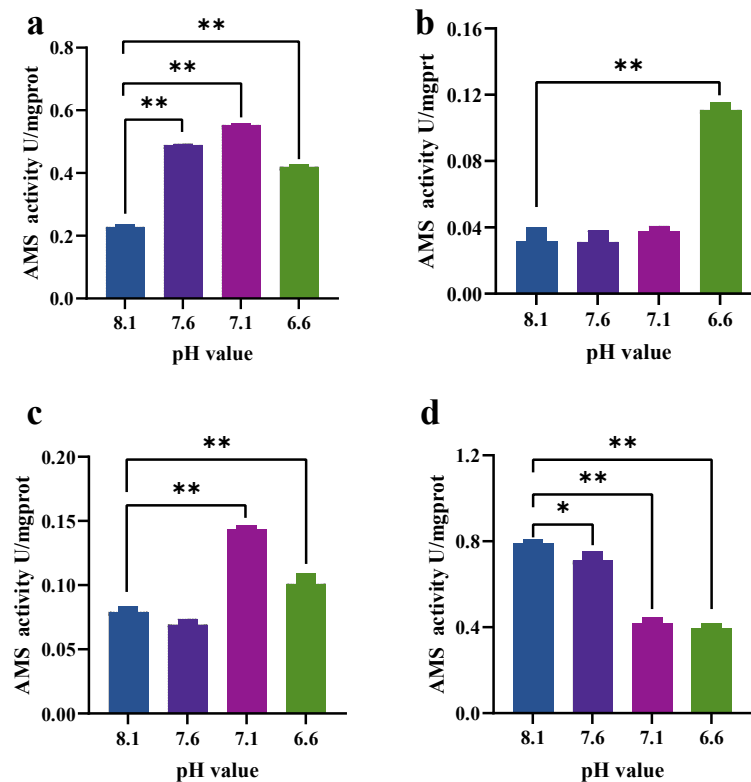 a
AMS activity U/mgprot
0.8
0.6
0.4
0.2
0.0
**
**
**
8.1 7.6 7.1 6.6
pH value
b
AMS activity U/mgprt
0.16
0.12
0.08
0.04
0.00
**
8.1 7.6 7.1 6.6
pH value
c
AMS activity U/mgprot
0.20
0.15
0.10
0.05
0.00
**
**
8.1 7.6 7.1 6.6
pH value
d
AMS activity U/mgprot
1.2
0.8
0.4
0.0
**
**
*
8.1 7.6 7.1 6.6
pH value